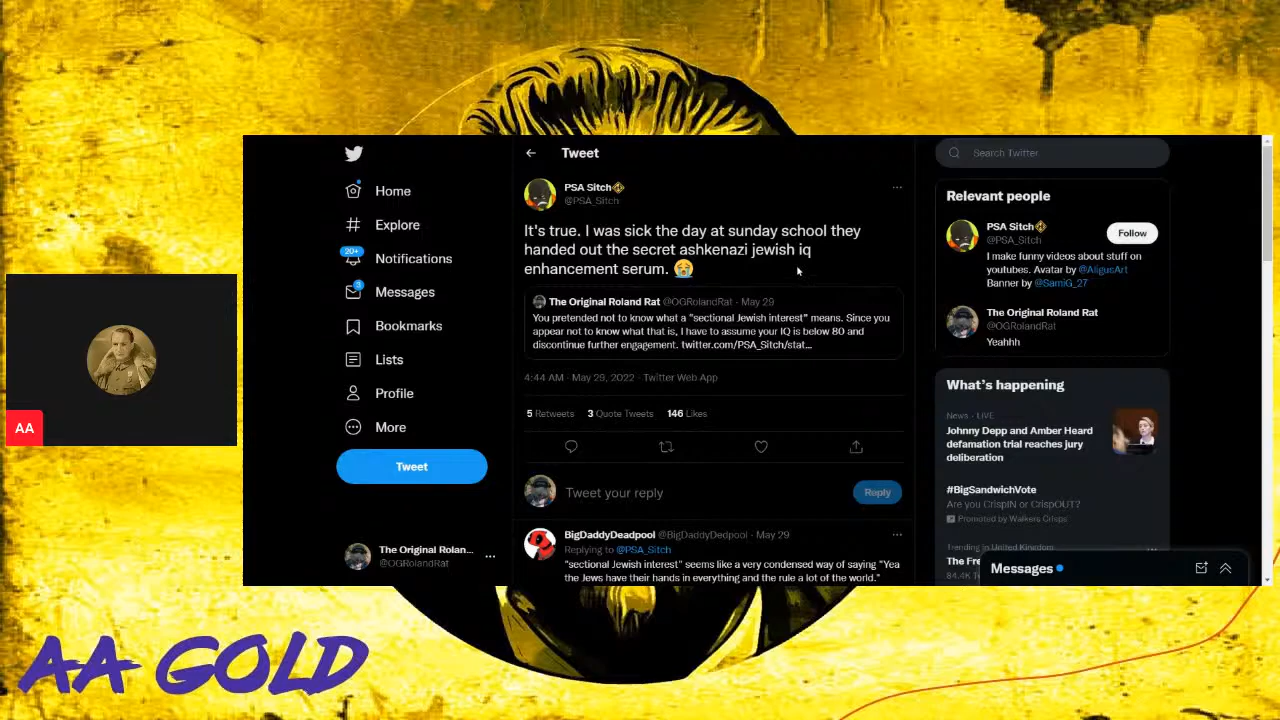 Tweet
Search Twitter
PSA Sitch
@PSA_Sitch
It's true. I was sick the day at sunday school they
handed out the secret ashkenazi jewish iq
enhancement serum. 😭
The Original Roland Rat @OGRolandRat · May 29
You pretended not to know what a "sectional Jewish interest" means. Since you
appear not to know what that is, I have to assume your IQ is below 80 and
discontinue further engagement. twitter.com/PSA_Sitch/stat...
4:44 AM · May 29, 2022 · Twitter Web App
5 Retweets 3 Quote Tweets 146 Likes
Tweet your reply
Reply
BigDaddyDeadpool @BigDaddyDedpool · May 29
Replying to @PSA_Sitch
"sectional Jewish interest" seems like a very condensed way of saying "Yea
the Jews have their hands in everything and the rule a lot of the world."
Home
Explore
20+
Notifications
3
Messages
Bookmarks
Lists
Profile
More
Tweet
The Original Rolan...
@OGRolandRat
Relevant people
PSA Sitch
@PSA_Sitch
Follow
I make funny videos about stuff on
youtubes. Avatar by @AligucArt
Banner by @SamiG_27
The Original Roland Rat
@OGRolandRat
Yeahhh
What's happening
News · LIVE
Johnny Depp and Amber Heard
defamation trial reaches jury
deliberation
#BigSandwichVote
Are you CrispIN or CrispOUT?
Promoted by Walkers Crisps
Trending in United Kingdom
The Fre
84.4K T
Messages
AA
AA GOLD